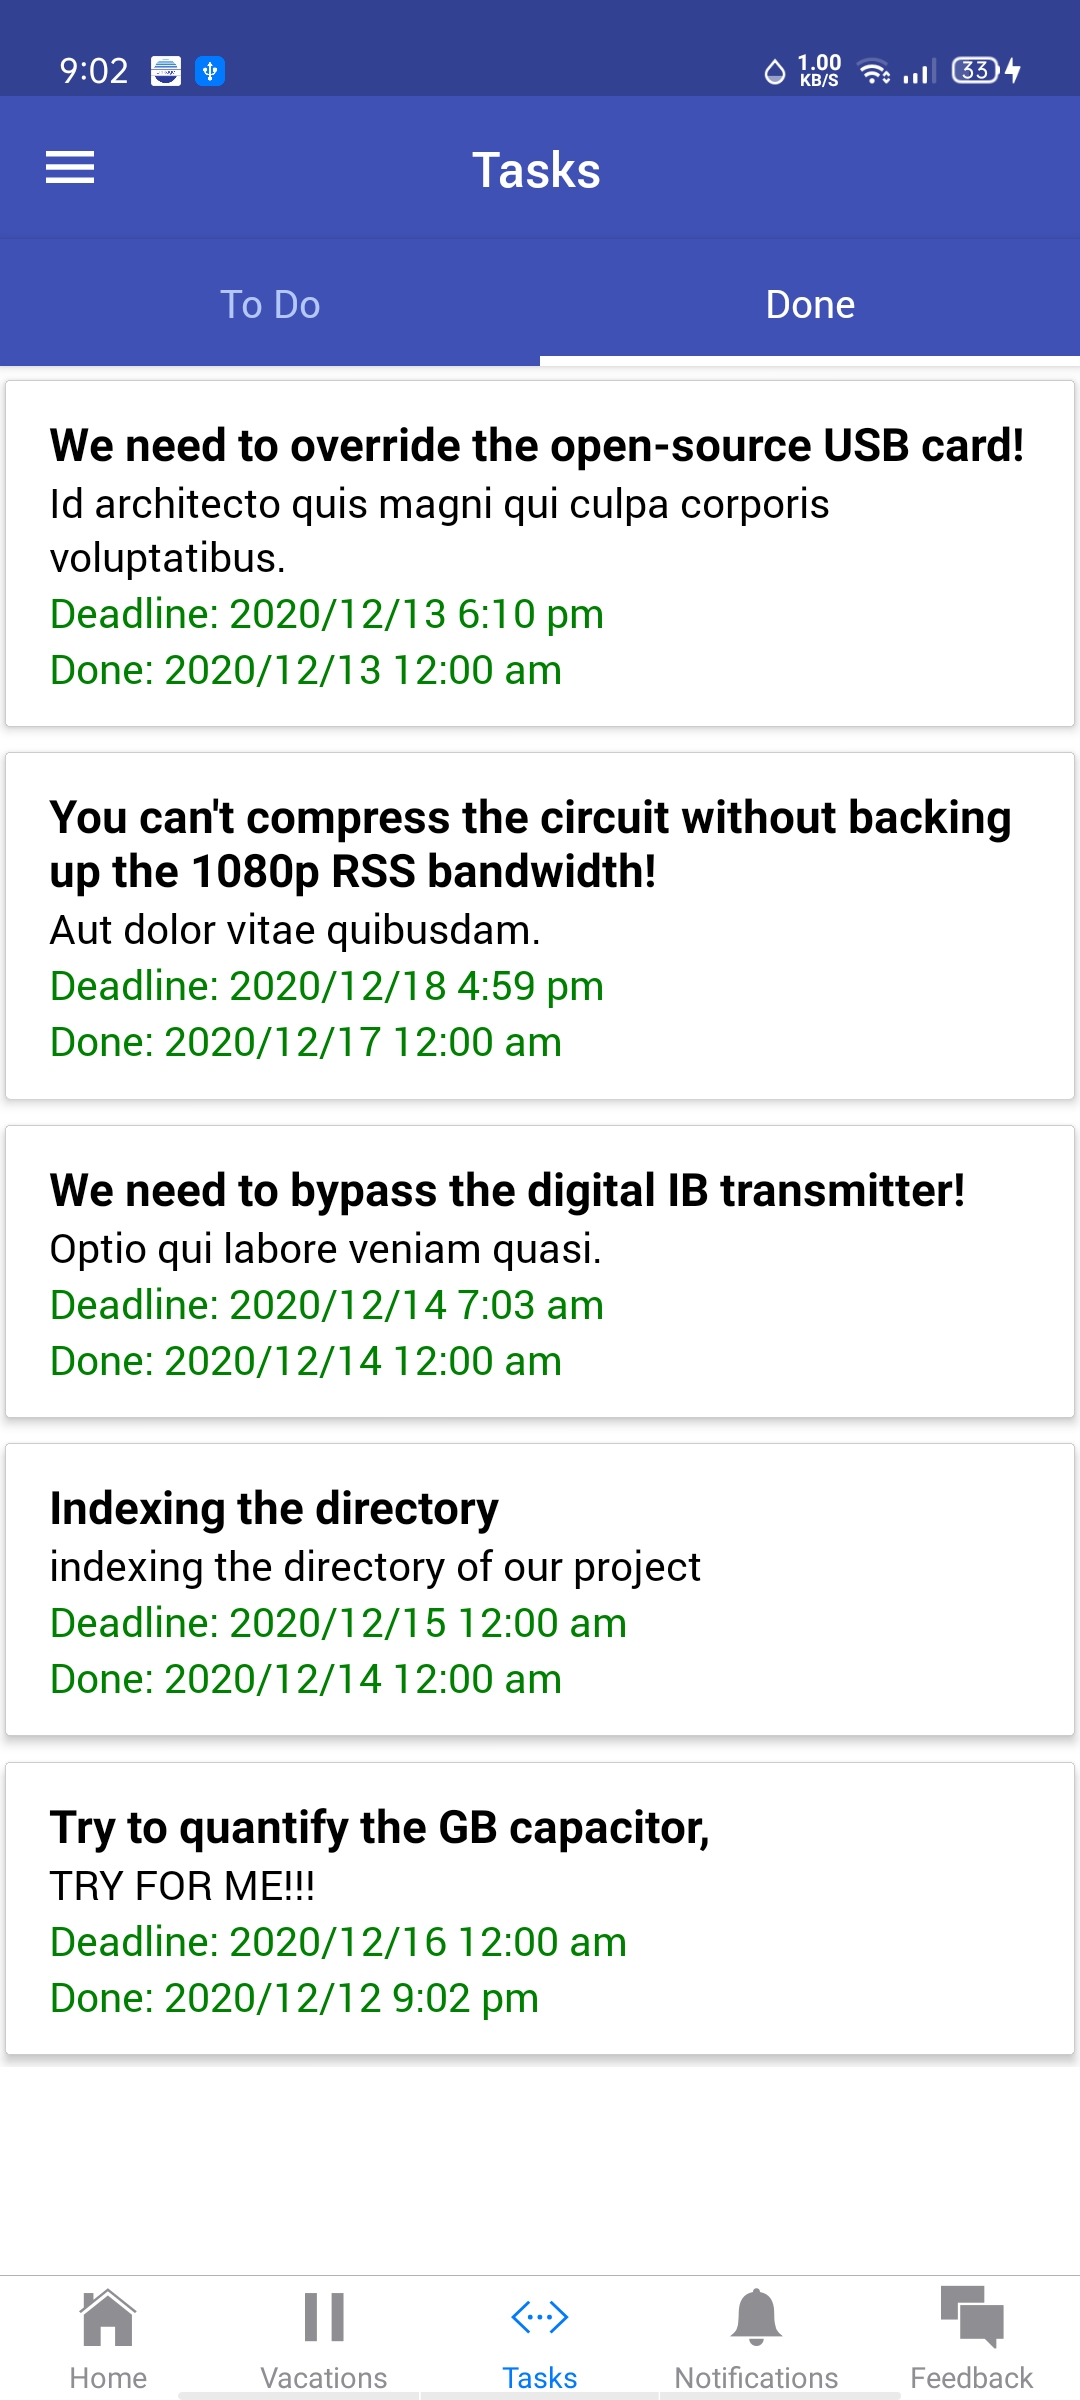 9:02
1.00
KB/S
33
Tasks
To Do
Done
We need to override the open-source USB card!
Id architecto quis magni qui culpa corporis
voluptatibus.
Deadline: 2020/12/13 6:10 pm
Done: 2020/12/13 12:00 am
You can't compress the circuit without backing
up the 1080p RSS bandwidth!
Aut dolor vitae quibusdam.
Deadline: 2020/12/18 4:59 pm
Done: 2020/12/17 12:00 am
We need to bypass the digital IB transmitter!
Optio qui labore veniam quasi.
Deadline: 2020/12/14 7:03 am
Done: 2020/12/14 12:00 am
Indexing the directory
indexing the directory of our project
Deadline: 2020/12/15 12:00 am
Done: 2020/12/14 12:00 am
Try to quantify the GB capacitor,
TRY FOR ME!!!
Deadline: 2020/12/16 12:00 am
Done: 2020/12/12 9:02 pm
Home
Vacations
Tasks
Notifications
Feedback